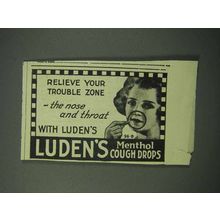 RELIEVE YOUR
TROUBLE ZONE
- the nose
and throat
WITH LUDEN'S
LUDEN'S
Menthol
COUGH DROPS